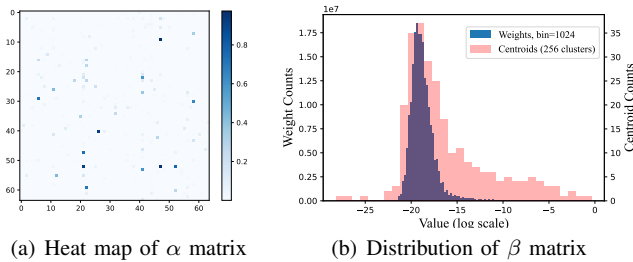 0
10
20
30
40
50
60
0 10 20 30 40 50 60
0.8
0.6
0.4
0.2
1e7
1.75
1.50
1.25
1.00
0.75
0.50
0.25
0.00
Weight Counts
Weights, bin=1024
Centroids (256 clusters)
35
30
25
20
15
10
5
0
Centroid Counts
−25 −20 −15 −10 −5 0
Value (log scale)
(a) Heat map of α matrix
(b) Distribution of β matrix